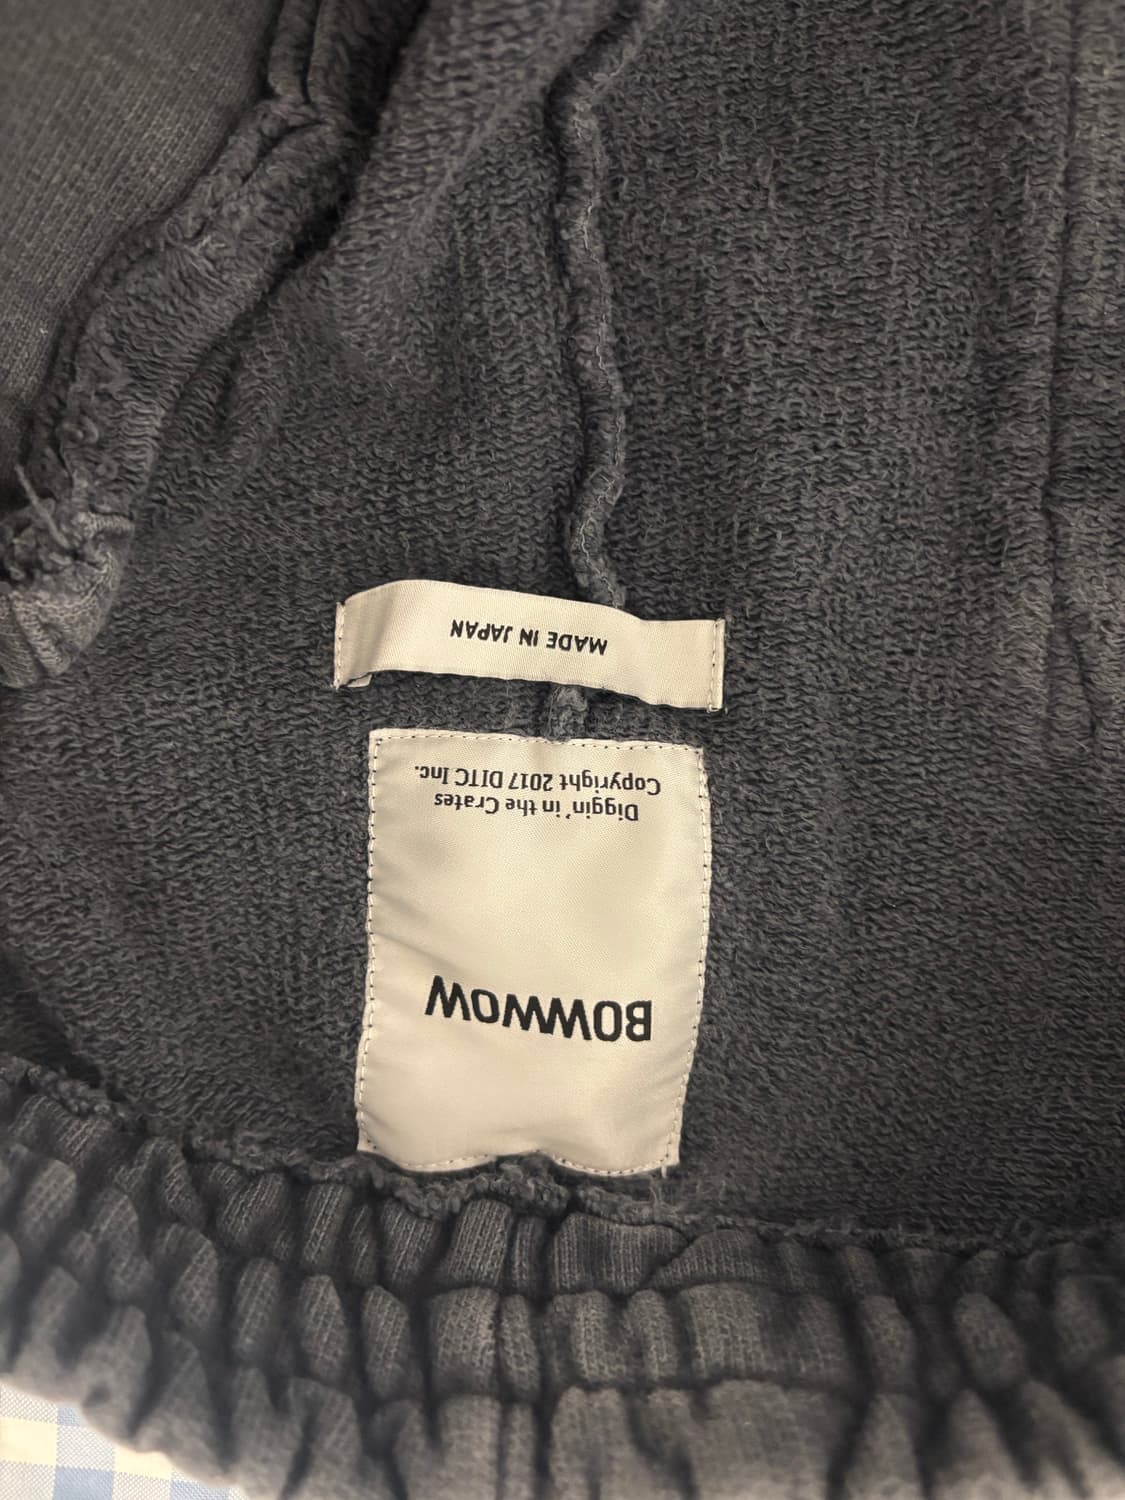 BOWWOW
Diggin' in the Crates
Copyright 2017 DITC Inc.
MADE IN JAPAN